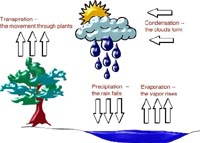 Transpiration --
the movement through plants
Condensation --
the clouds form
Precipitation --
the rain falls
Evaporation --
the vapor rises